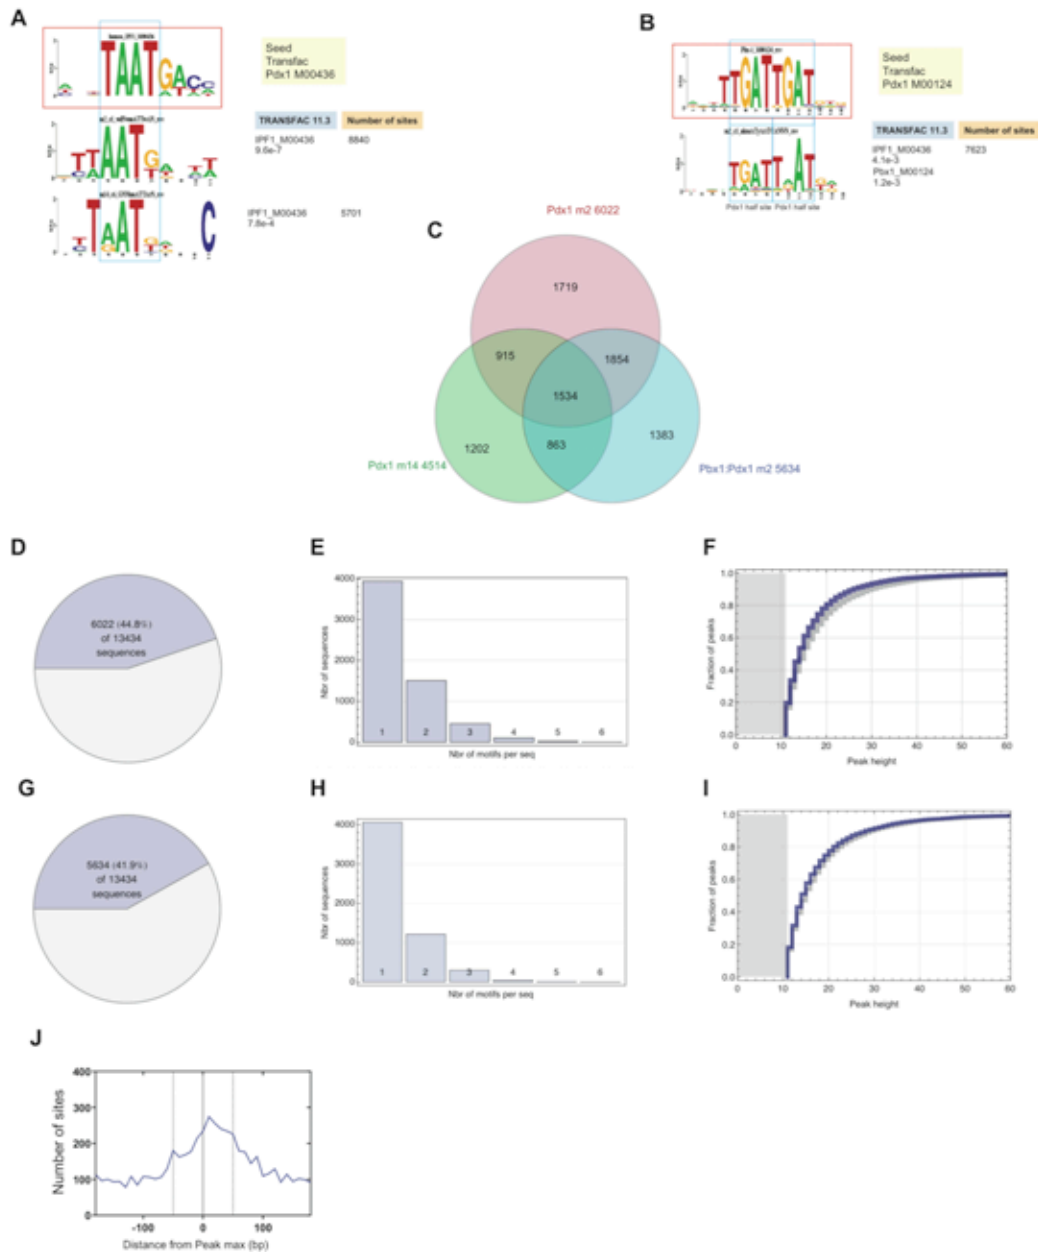 A
Seed
Transfac
Pdx1 M00436
TRANSFAC 11.3 Number of sites
IPF1_M00436 8840
9.6e-7
IPF1_M00436 5701
7.8e-4
B
Seed
Transfac
Pdx1 M00124
TRANSFAC 11.3 Number of sites
IPF1_M00436 7623
4.1e-3
Pbx1_M00124
1.2e-3
Pdx1 half site Pdx1 half site
C
Pdx1 m2 6022
1719
915
1854
1534
1202
863
1383
Pdx1 m14 4514
Pbx1:Pdx1 m2 5634
D
6022 (44.8%)
of 13434
sequences
E
Nbr of sequences
4000
3000
2000
1000
0
1 2 3 4 5 6
Nbr of motifs per seq
F
Fraction of peaks
1.0
0.8
0.6
0.4
0.2
0.0
0 10 20 30 40 50 60
Peak height
G
5634 (41.9%)
of 13434
sequences
H
Nbr of sequences
4000
3000
2000
1000
0
1 2 3 4 5 6
Nbr of motifs per seq
I
Fraction of peaks
1.0
0.8
0.6
0.4
0.2
0.0
0 10 20 30 40 50 60
Peak height
J
Number of sites
400
300
200
100
0
-100 0 100
Distance from Peak max (bp)